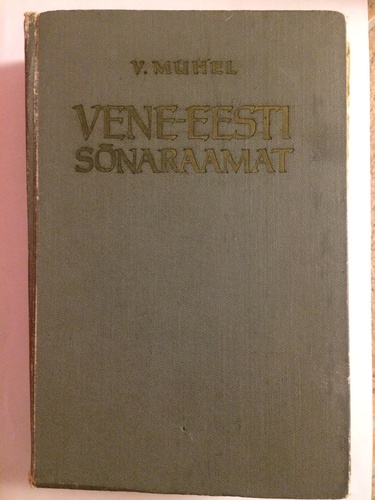 V. MUHEL
VENE-EESTI
SÕNARAAMAT